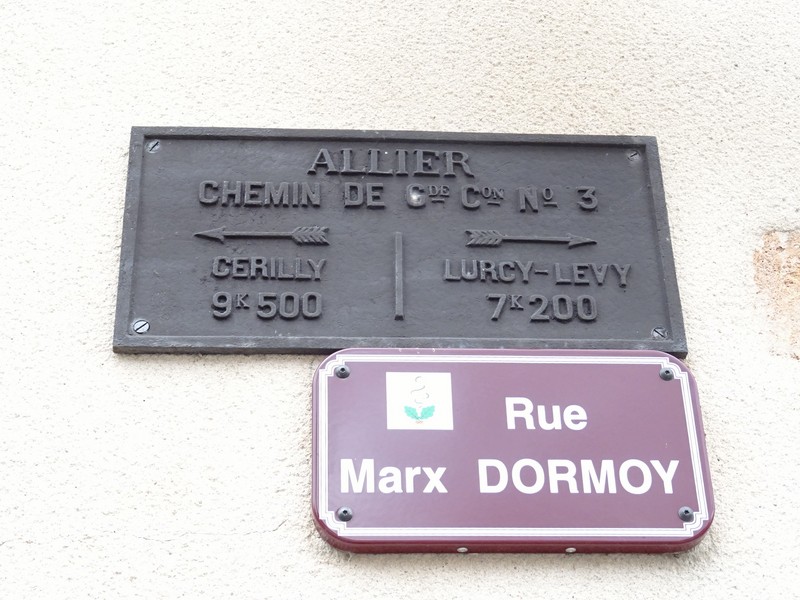 ALLIER
CHEMIN DE GDE CON NO 3
CERILLY
9K500
LURCY-LEVY
7K200
Rue
Marx DORMOY